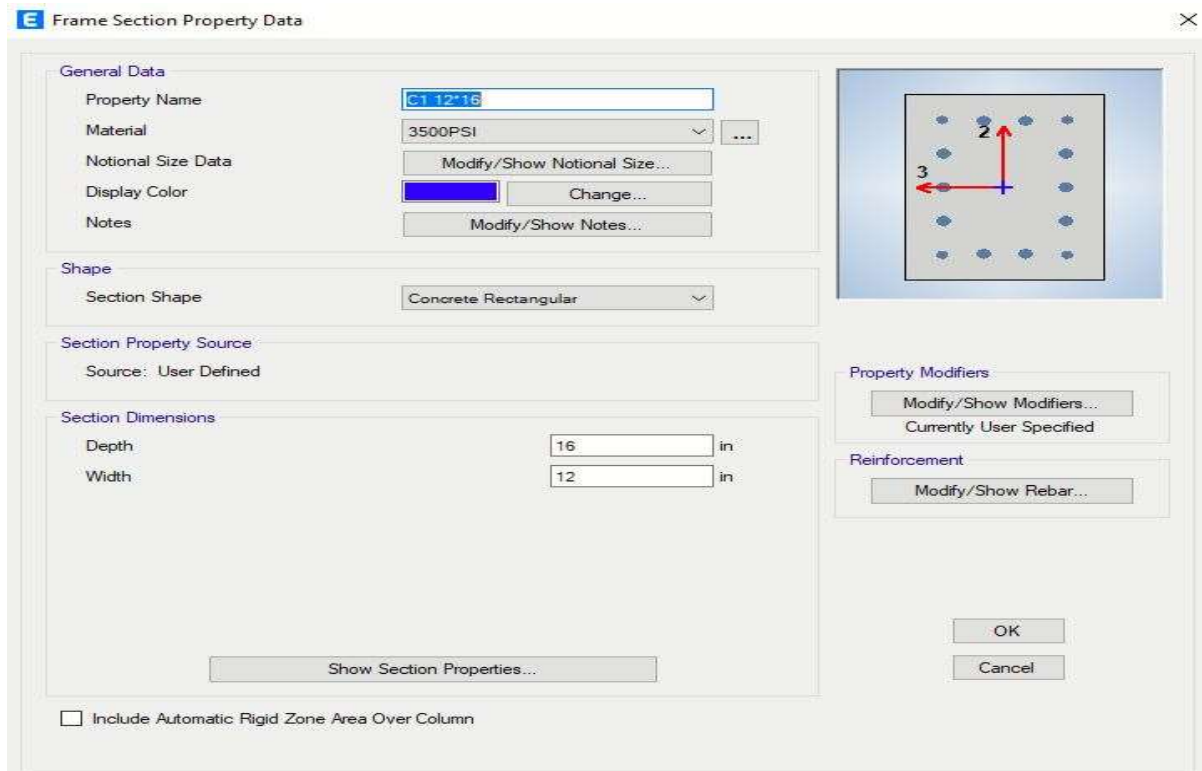 E Frame Section Property Data
General Data
Property Name C1 12*16
Material 3500PSI ...
Notional Size Data Modify/Show Notional Size...
Display Color Change...
Notes Modify/Show Notes...
2
3
Shape
Section Shape Concrete Rectangular
Section Property Source
Source: User Defined
Property Modifiers
Modify/Show Modifiers...
Currently User Specified
Section Dimensions
Depth 16 in
Width 12 in
Reinforcement
Modify/Show Rebar...
Show Section Properties...
OK
Cancel
Include Automatic Rigid Zone Area Over Column